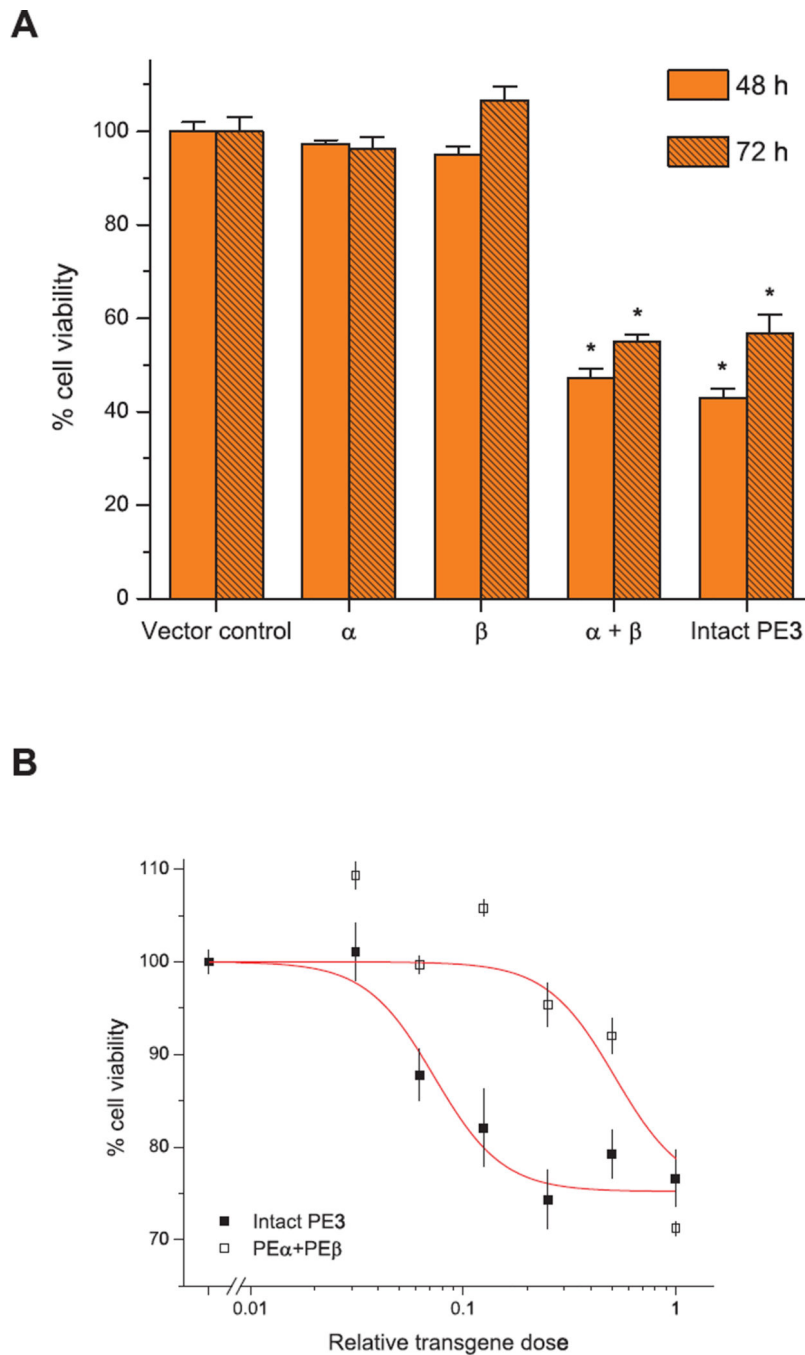 A
48 h
72 h
100
80
60
40
20
0
% cell viability
* * * *
Vector control α β α + β Intact PE3
B
110
100
90
80
70
% cell viability
Intact PE3
PEα+PEβ
0.01 0.1 1
Relative transgene dose